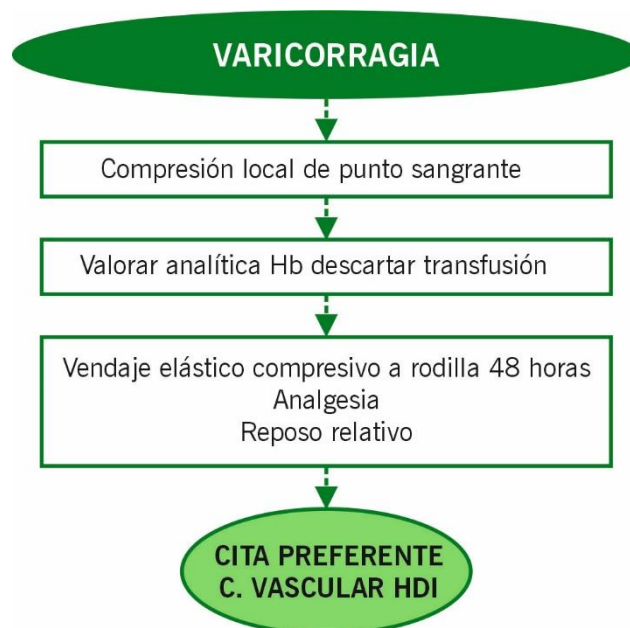 VARICORRAGIA
Compresión local de punto sangrante
Valorar analítica Hb descartar transfusión
Vendaje elástico compresivo a rodilla 48 horas
Analgesia
Reposo relativo
CITA PREFERENTE
C. VASCULAR HDI